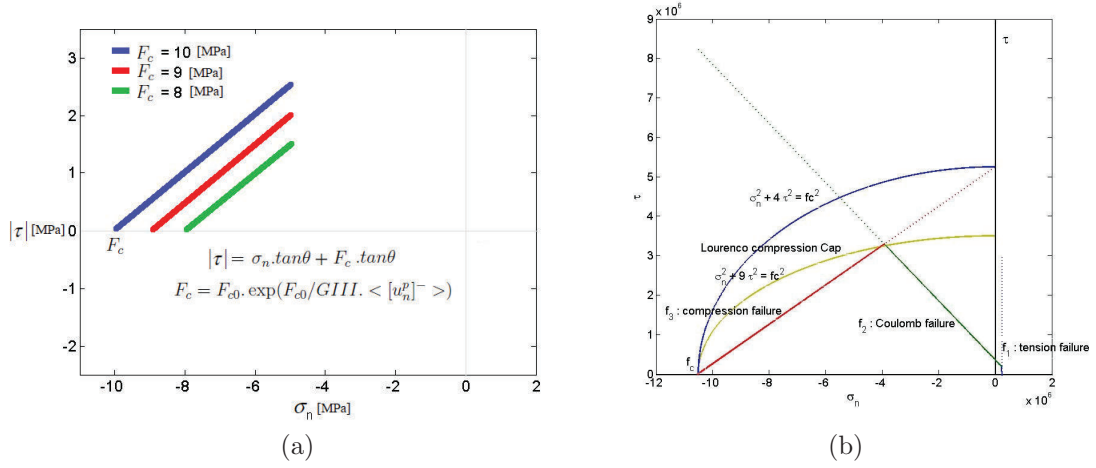 F_c = 10 [MPa]
F_c = 9 [MPa]
F_c = 8 [MPa]
3
2
1
|τ| [MPa] 0
-1
-2
F_c
|τ| = σ_n.tanθ + F_c.tanθ
F_c = F_{c0}.exp(F_{c0}/GIII. < [u_n^p]^- >)
-10 -8 -6 -4 -2 0 2
σ_n [MPa]
(a)
9 x 10^6
8
7
6
5
4
3
2
1
0
τ
τ
σ_n^2 + 4 τ^2 = fc^2
Lourenco compression Cap
σ_n^2 + 9 τ^2 = fc^2
f_3 : compression failure
f_2 : Coulomb failure
f_1 : tension failure
f_c
-12 -10 -8 -6 -4 -2 0 2
x 10^6
σ_n
(b)